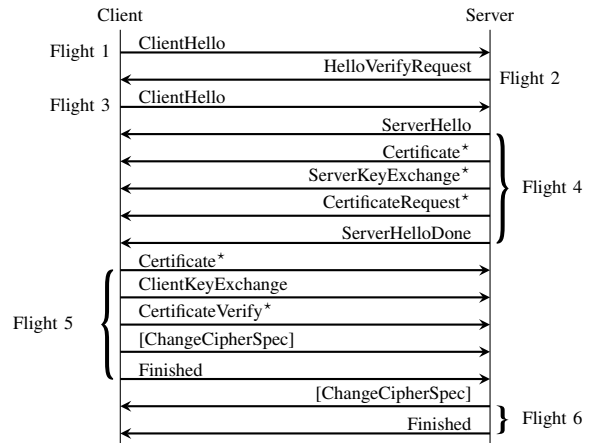 Client Server
Flight 1 ClientHello
HelloVerifyRequest Flight 2
Flight 3 ClientHello
ServerHello
Certificate*
ServerKeyExchange* Flight 4
CertificateRequest*
ServerHelloDone
Certificate*
ClientKeyExchange
Flight 5 CertificateVerify*
[ChangeCipherSpec]
Finished
[ChangeCipherSpec]
Finished Flight 6